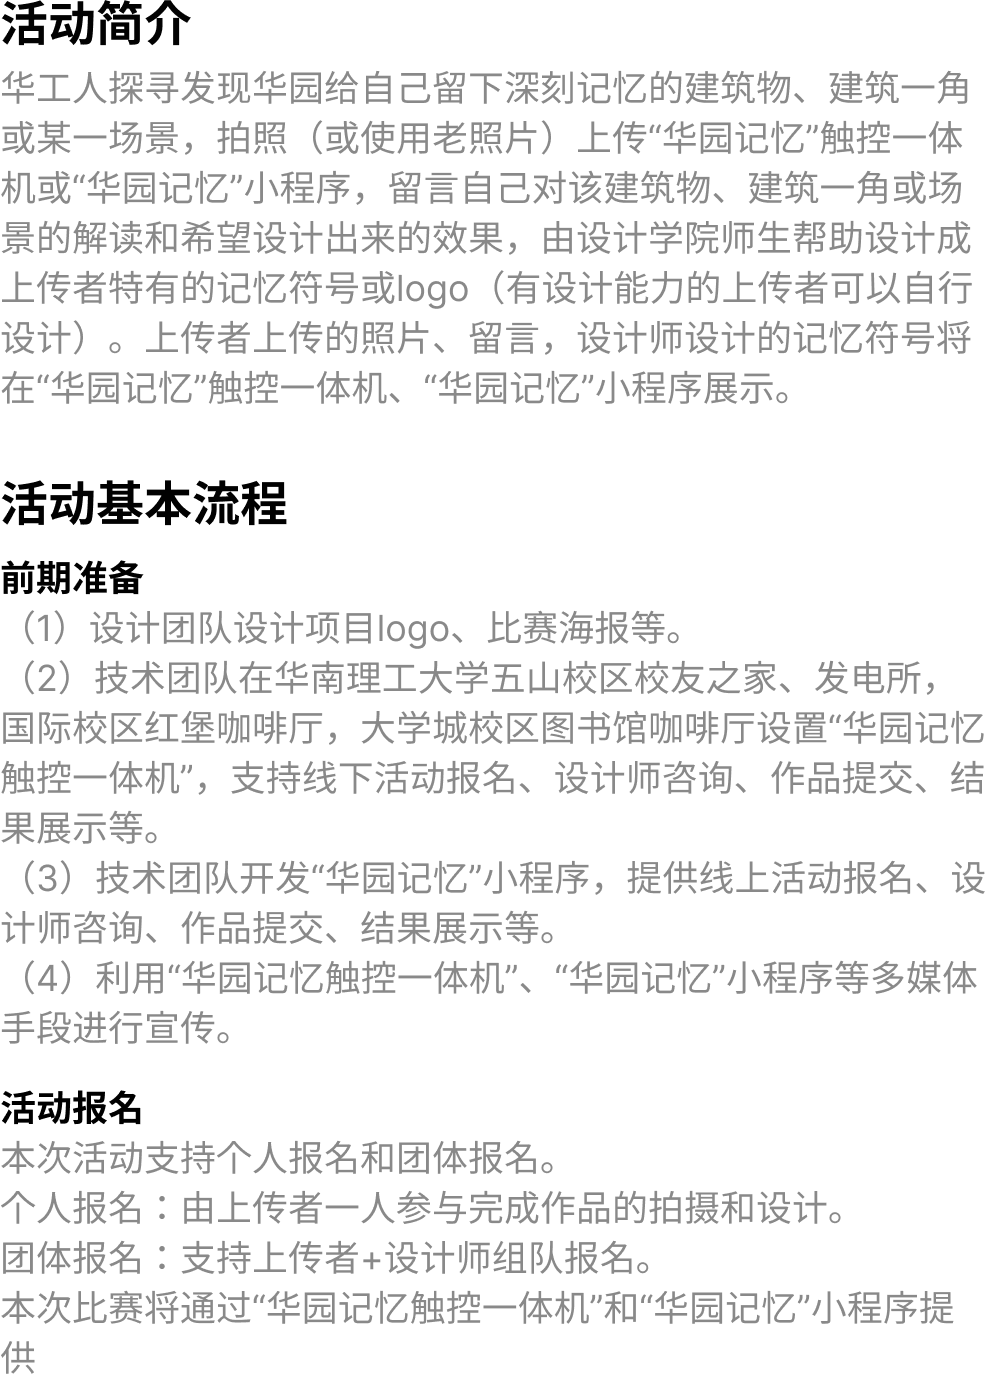 活动简介
华工人探寻发现华园给自己留下深刻记忆的建筑物、建筑一角
或某一场景，拍照（或使用老照片）上传“华园记忆”触控一体
机或“华园记忆”小程序，留言自己对该建筑物、建筑一角或场
景的解读和希望设计出来的效果，由设计学院师生帮助设计成
上传者特有的记忆符号或logo（有设计能力的上传者可以自行
设计）。上传者上传的照片、留言，设计师设计的记忆符号将
在“华园记忆”触控一体机、“华园记忆”小程序展示。
活动基本流程
前期准备
（1）设计团队设计项目logo、比赛海报等。
（2）技术团队在华南理工大学五山校区校友之家、发电所，
国际校区红堡咖啡厅，大学城校区图书馆咖啡厅设置“华园记忆
触控一体机”，支持线下活动报名、设计师咨询、作品提交、结
果展示等。
（3）技术团队开发“华园记忆”小程序，提供线上活动报名、设
计师咨询、作品提交、结果展示等。
（4）利用“华园记忆触控一体机”、“华园记忆”小程序等多媒体
手段进行宣传。
活动报名
本次活动支持个人报名和团体报名。
个人报名：由上传者一人参与完成作品的拍摄和设计。
团体报名：支持上传者+设计师组队报名。
本次比赛将通过“华园记忆触控一体机”和“华园记忆”小程序提
供